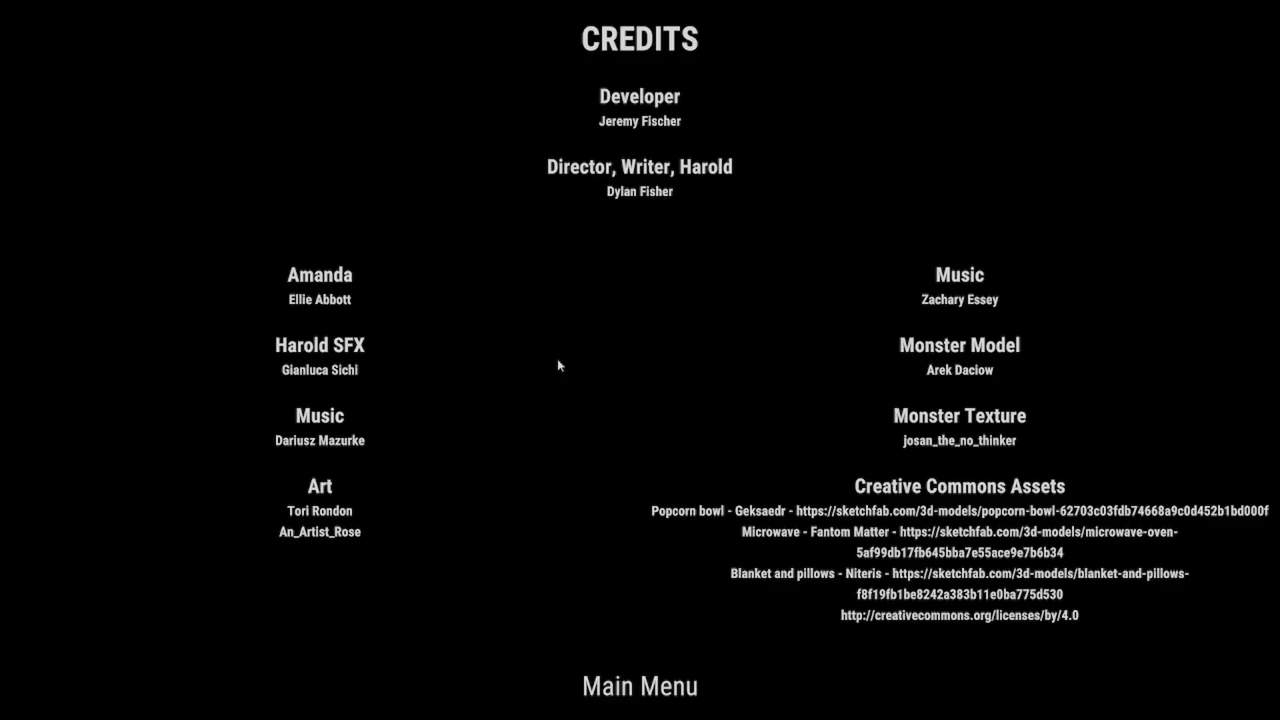 CREDITS
Developer
Jeremy Fischer
Director, Writer, Harold
Dylan Fisher
Amanda
Ellie Abbott
Harold SFX
Gianluca Sichi
Music
Dariusz Mazurke
Art
Tori Rondon
An_Artist_Rose
Music
Zachary Essey
Monster Model
Arek Daciow
Monster Texture
josan_the_no_thinker
Creative Commons Assets
Popcorn bowl - Geksaedr - https://sketchfab.com/3d-models/popcorn-bowl-62703c03fdb74668a9c0d452b1bd000f
Microwave - Fantom Matter - https://sketchfab.com/3d-models/microwave-oven-
5af99db17fb645bba7e55ace9e7b6b34
Blanket and pillows - Niteris - https://sketchfab.com/3d-models/blanket-and-pillows-
f8f19fb1be8242a383b11e0ba775d530
http://creativecommons.org/licenses/by/4.0
Main Menu